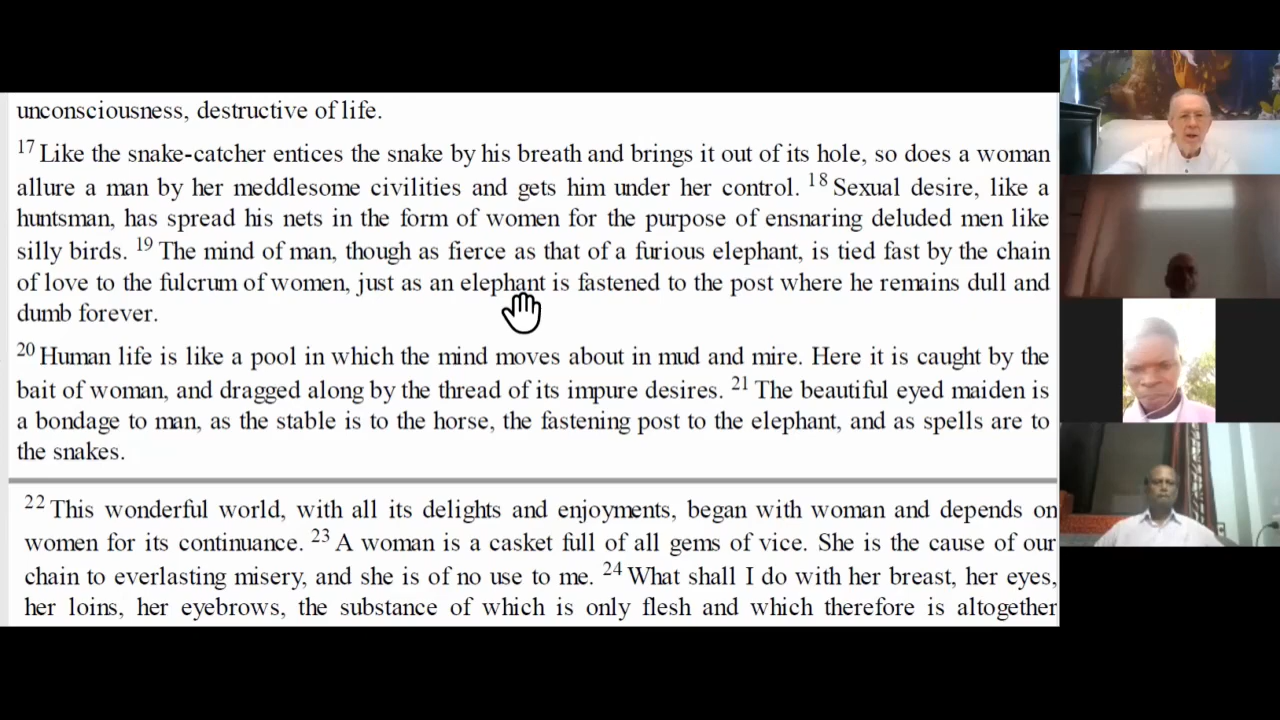 unconsciousness, destructive of life.
17 Like the snake-catcher entices the snake by his breath and brings it out of its hole, so does a woman
allure a man by her meddlesome civilities and gets him under her control. 18 Sexual desire, like a
huntsman, has spread his nets in the form of women for the purpose of ensnaring deluded men like
silly birds. 19 The mind of man, though as fierce as that of a furious elephant, is tied fast by the chain
of love to the fulcrum of women, just as an elephant is fastened to the post where he remains dull and
dumb forever.
20 Human life is like a pool in which the mind moves about in mud and mire. Here it is caught by the
bait of woman, and dragged along by the thread of its impure desires. 21 The beautiful eyed maiden is
a bondage to man, as the stable is to the horse, the fastening post to the elephant, and as spells are to
the snakes.
22 This wonderful world, with all its delights and enjoyments, began with woman and depends on
women for its continuance. 23 A woman is a casket full of all gems of vice. She is the cause of our
chain to everlasting misery, and she is of no use to me. 24 What shall I do with her breast, her eyes,
her loins, her eyebrows, the substance of which is only flesh and which therefore is altogether